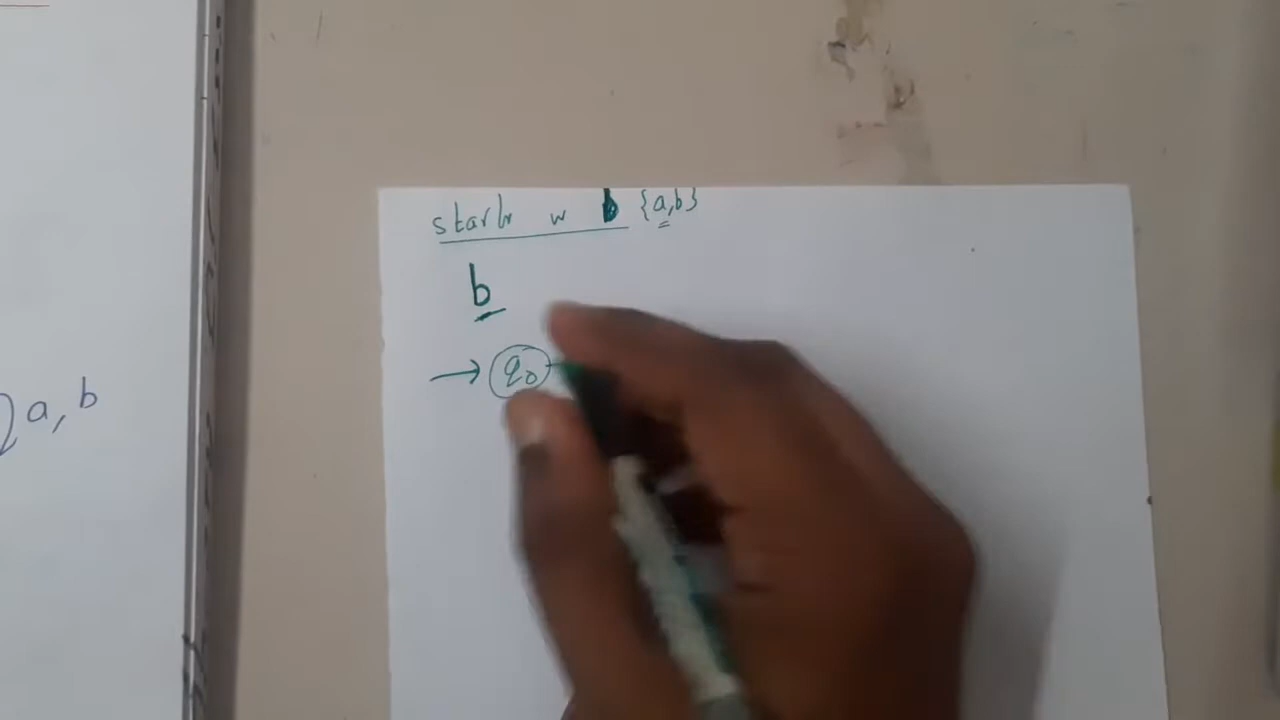 starts w b {a,b}
b
→ q0
a, b